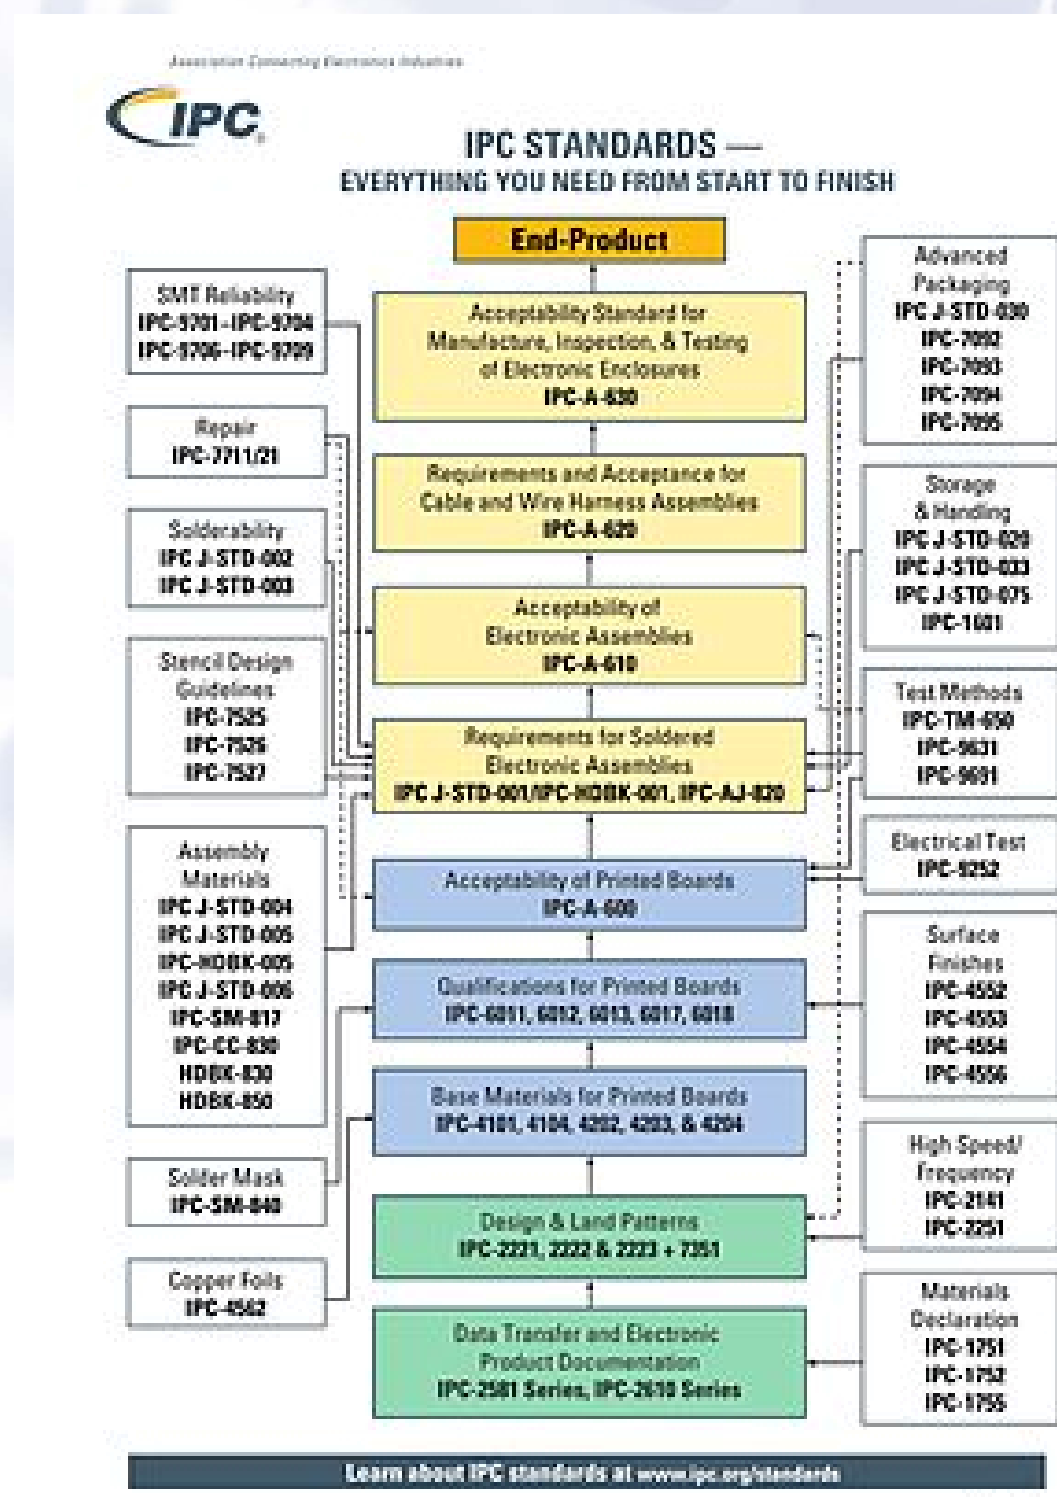 Association Connecting Electronics Industries
IPC
IPC STANDARDS —
EVERYTHING YOU NEED FROM START TO FINISH
End-Product
Acceptability Standard for
Manufacture, Inspection, & Testing
of Electronic Enclosures
IPC-A-630
Requirements and Acceptance for
Cable and Wire Harness Assemblies
IPC-A-620
Acceptability of
Electronic Assemblies
IPC-A-610
Requirements for Soldered
Electronic Assemblies
IPC J-STD-001/IPC-HDBK-001, IPC-AJ-820
Acceptability of Printed Boards
IPC-A-600
Qualifications for Printed Boards
IPC-6011, 6012, 6013, 6017, 6018
Base Materials for Printed Boards
IPC-4101, 4104, 4202, 4203, & 4204
Design & Land Patterns
IPC-2221, 2222 & 2223 + 7351
Data Transfer and Electronic
Product Documentation
IPC-2581 Series, IPC-2610 Series
SMT Reliability
IPC-9701–IPC-9704
IPC-9706–IPC-9709
Repair
IPC-7711/21
Solderability
IPC J-STD-002
IPC J-STD-003
Stencil Design
Guidelines
IPC-7525
IPC-7526
IPC-7527
Assembly
Materials
IPC J-STD-004
IPC J-STD-005
IPC-HDBK-005
IPC J-STD-006
IPC-SM-817
IPC-CC-830
HDBK-830
HDBK-850
Solder Mask
IPC-SM-840
Copper Foils
IPC-4562
Advanced
Packaging
IPC J-STD-030
IPC-7092
IPC-7093
IPC-7094
IPC-7095
Storage
& Handling
IPC J-STD-020
IPC J-STD-033
IPC J-STD-075
IPC-1601
Test Methods
IPC-TM-650
IPC-9631
IPC-9691
Electrical Test
IPC-9252
Surface
Finishes
IPC-4552
IPC-4553
IPC-4554
IPC-4556
High Speed/
Frequency
IPC-2141
IPC-2251
Materials
Declaration
IPC-1751
IPC-1752
IPC-1755
Learn about IPC standards at www.ipc.org/standards